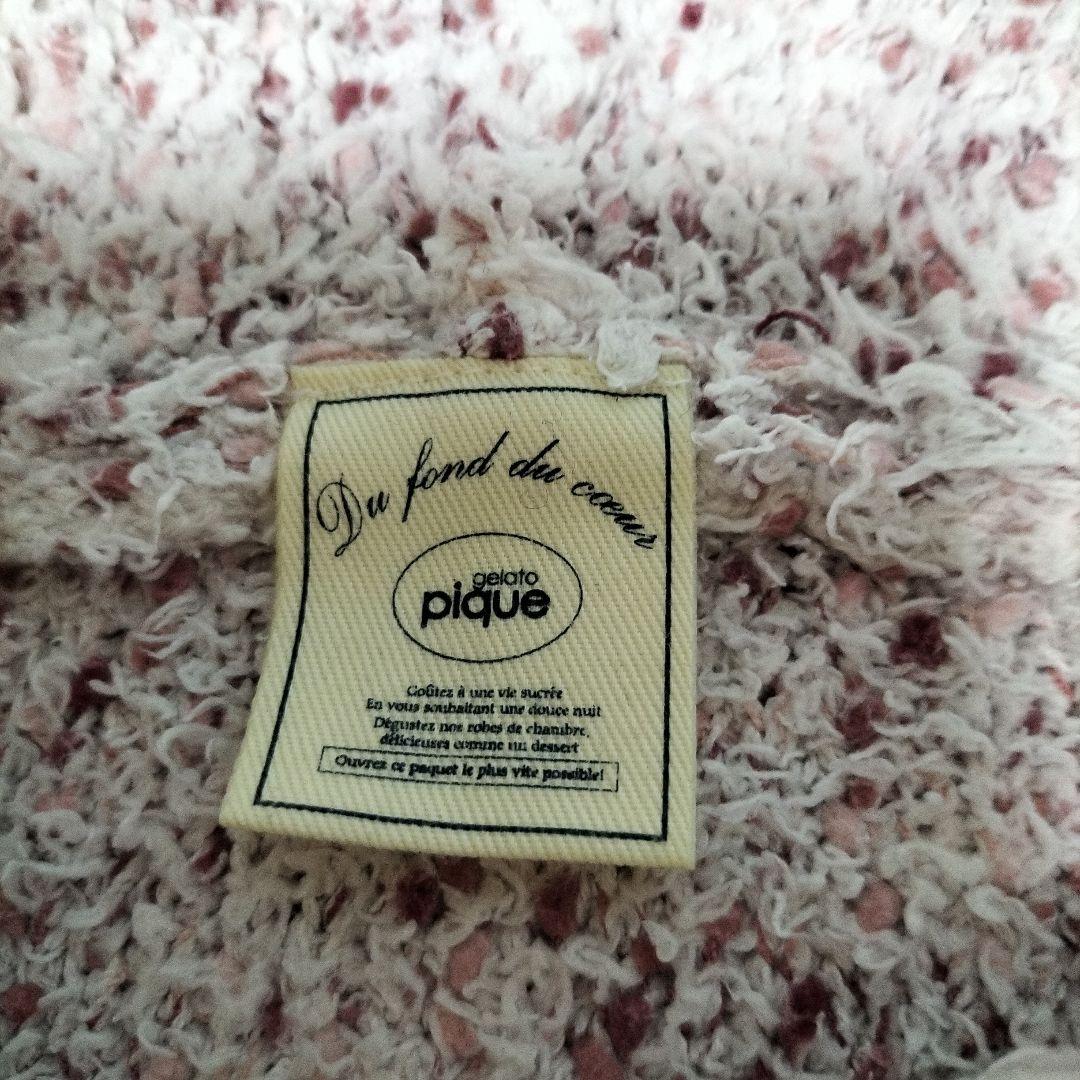 Du fond du cœur
gelato
pique
Goûtez à une vie sucrée
En vous souhaitant une douce nuit
Dégustez nos robes de chambre,
délicieuses comme un dessert
Ouvrez ce paquet le plus vite possible!